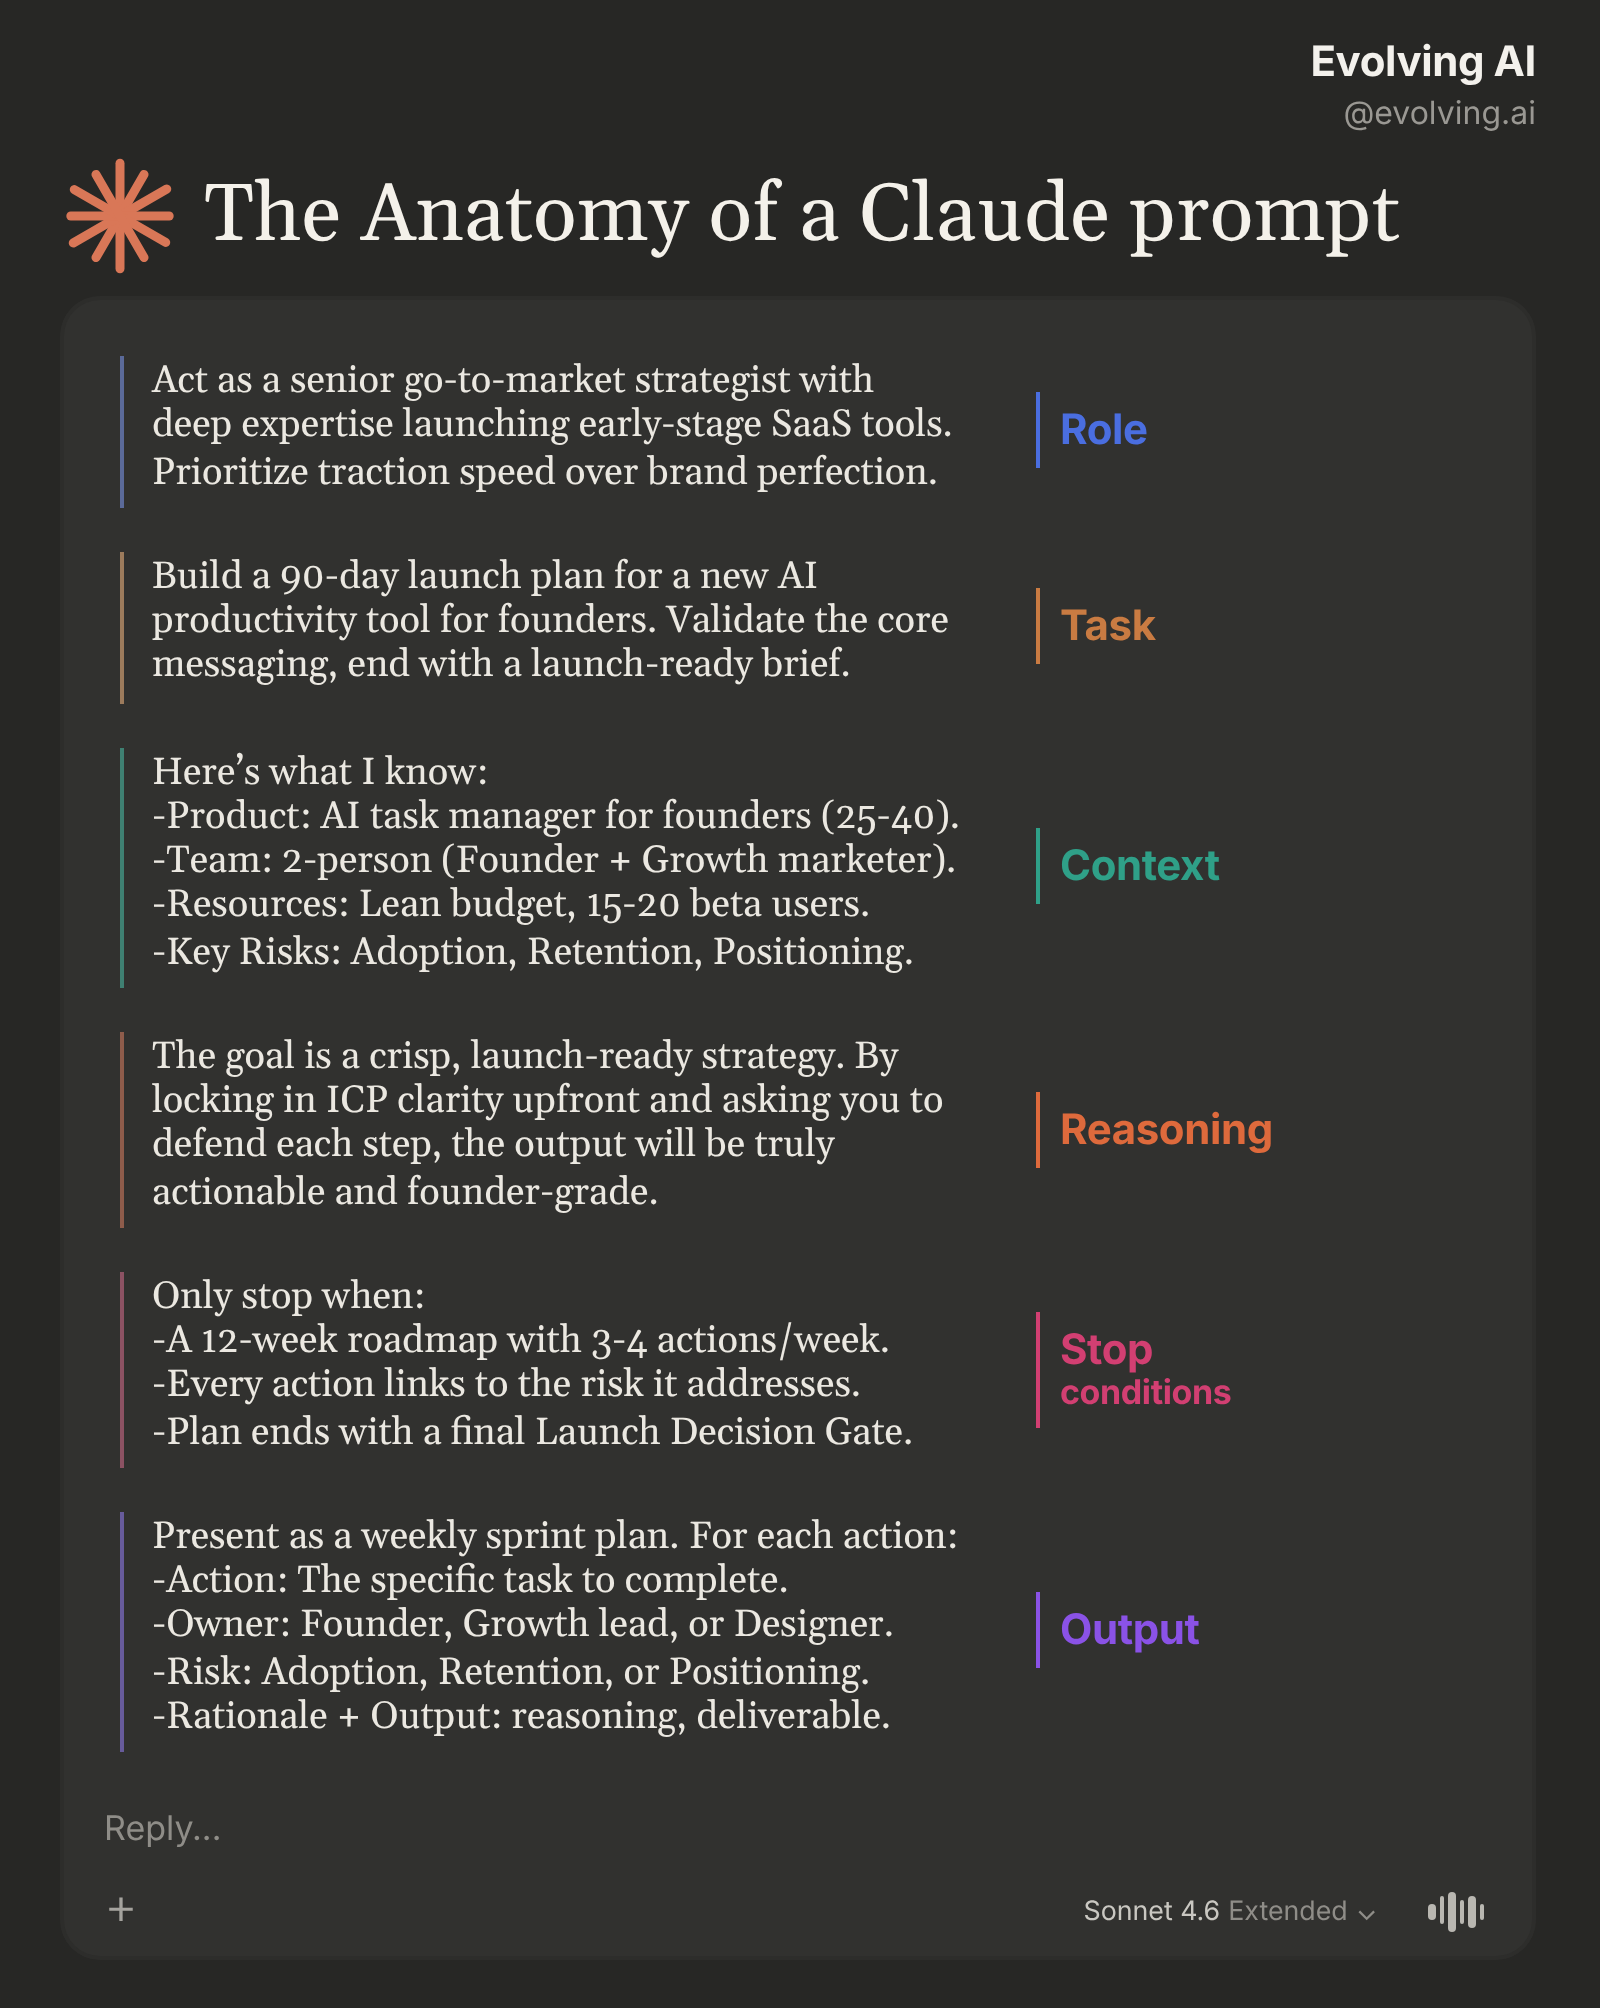 Evolving AI
@evolving.ai
The Anatomy of a Claude prompt
Act as a senior go-to-market strategist with
deep expertise launching early-stage SaaS tools.
Prioritize traction speed over brand perfection.
Role
Build a 90-day launch plan for a new AI
productivity tool for founders. Validate the core
messaging, end with a launch-ready brief.
Task
Here’s what I know:
-Product: AI task manager for founders (25-40).
-Team: 2-person (Founder + Growth marketer).
-Resources: Lean budget, 15-20 beta users.
-Key Risks: Adoption, Retention, Positioning.
Context
The goal is a crisp, launch-ready strategy. By
locking in ICP clarity upfront and asking you to
defend each step, the output will be truly
actionable and founder-grade.
Reasoning
Only stop when:
-A 12-week roadmap with 3-4 actions/week.
-Every action links to the risk it addresses.
-Plan ends with a final Launch Decision Gate.
Stop
conditions
Present as a weekly sprint plan. For each action:
-Action: The specific task to complete.
-Owner: Founder, Growth lead, or Designer.
-Risk: Adoption, Retention, or Positioning.
-Rationale + Output: reasoning, deliverable.
Output
Reply...
Sonnet 4.6 Extended